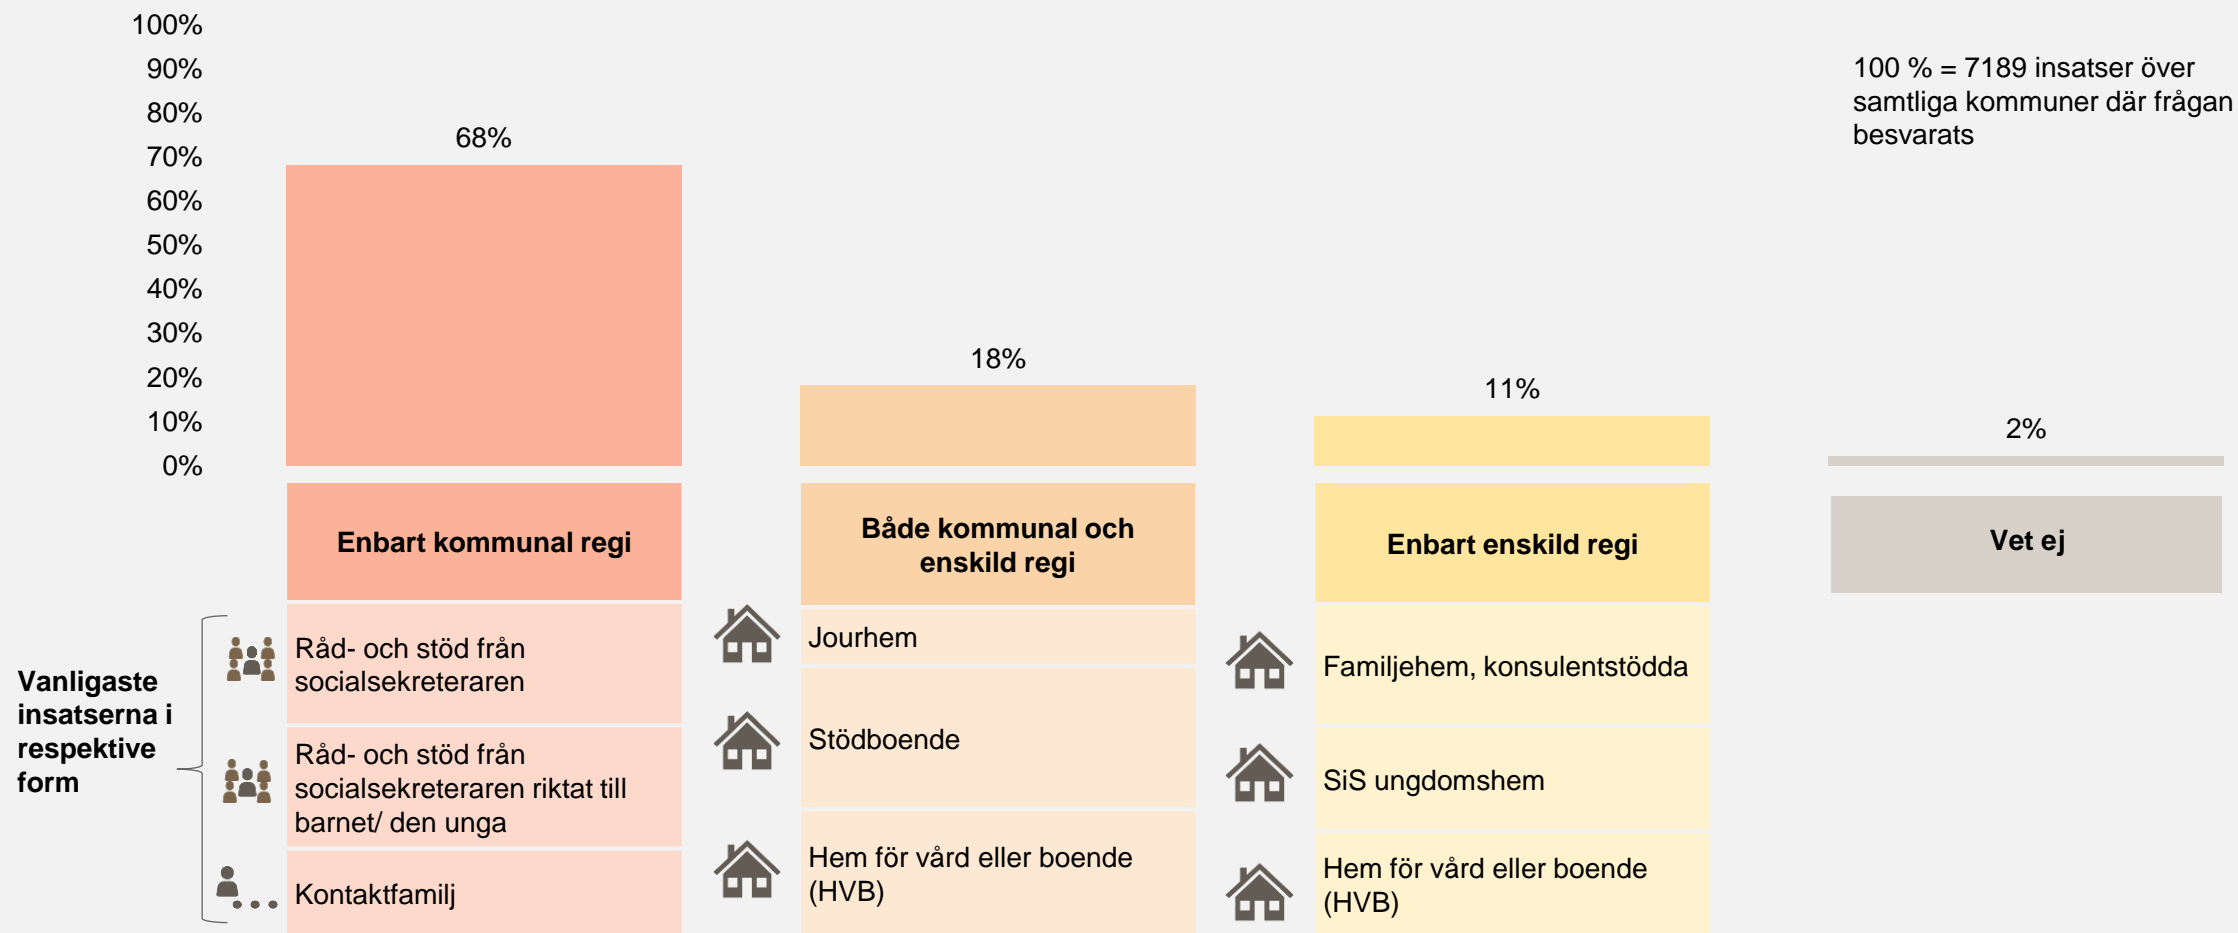 100%
90%
80%
70%
60%
50%
40%
30%
20%
10%
0%
100 % = 7189 insatser över
samtliga kommuner där frågan
besvarats
68%
18%
11%
2%
Enbart kommunal regi
Både kommunal och
enskild regi
Enbart enskild regi
Vet ej
Vanligaste
insatserna i
respektive
form
Råd- och stöd från
socialsekreteraren
Råd- och stöd från
socialsekreteraren riktat till
barnet/ den unga
Kontaktfamilj
Jourhem
Stödboende
Hem för vård eller boende
(HVB)
Familjehem, konsulentstödda
SiS ungdomshem
Hem för vård eller boende
(HVB)